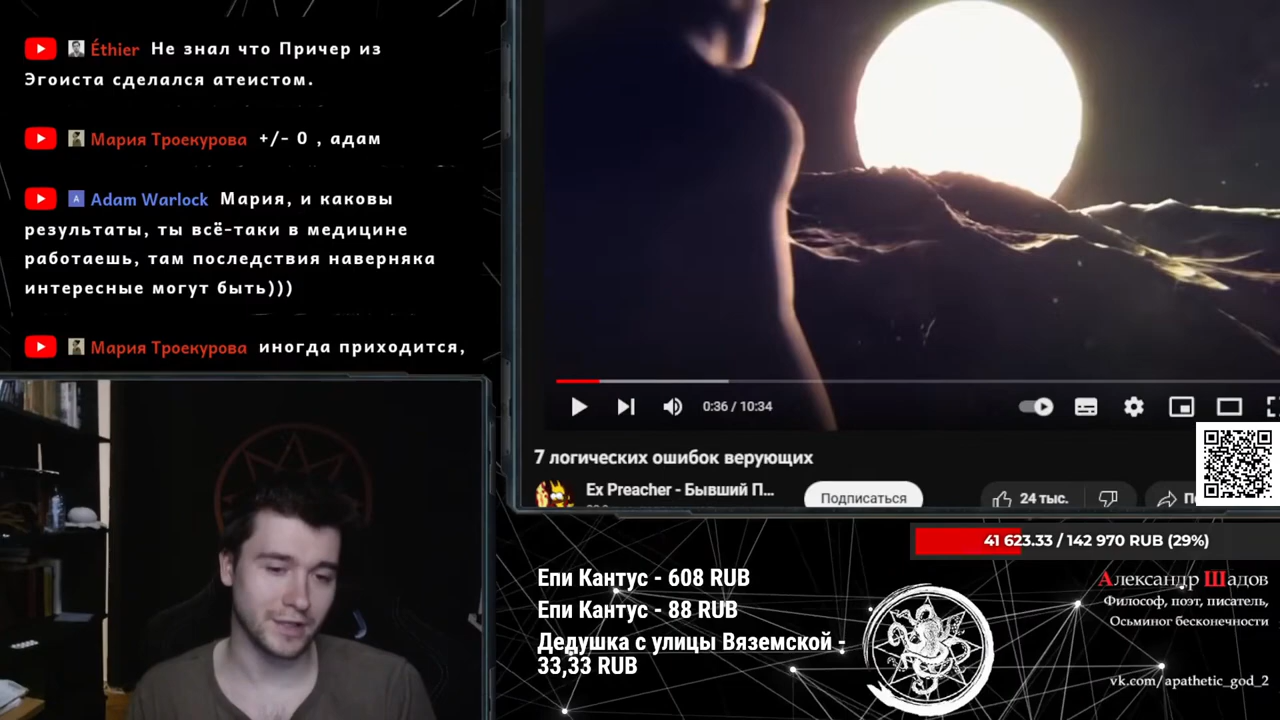 Éthier Не знал что Причер из
Эгоиста сделался атеистом.
Мария Троекурова +/- 0 , адам
A Adam Warlock Мария, и каковы
результаты, ты всё-таки в медицине
работаешь, там последствия наверняка
интересные могут быть)))
Мария Троекурова иногда приходится,
0:36 / 10:34
7 логических ошибок верующих
Ex Preacher - Бывший П...
Подписаться
24 тыс.
41 623.33 / 142 970 RUB (29%)
Епи Кантус - 608 RUB
Епи Кантус - 88 RUB
Дедушка с улицы Вяземской -
33,33 RUB
Александр Шадов
Философ, поэт, писатель,
Осьминог бесконечности
vk.com/apathetic_god_2